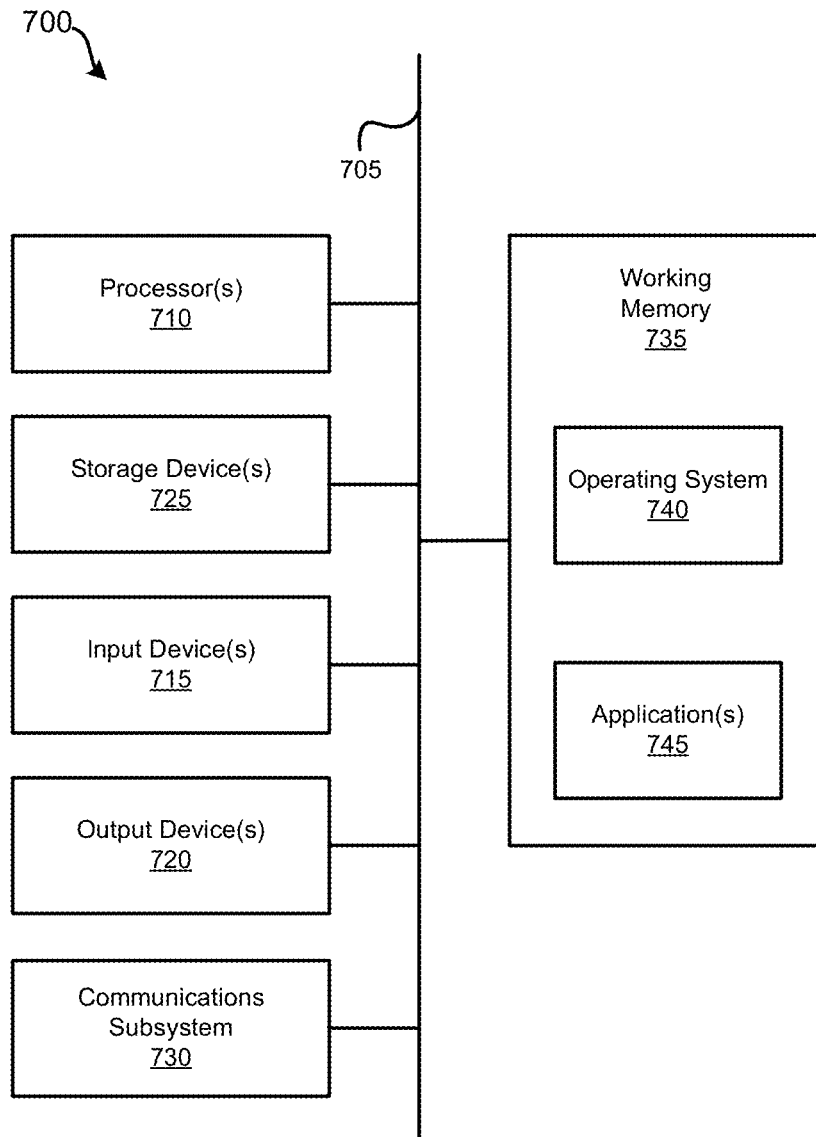 700
705
Processor(s)
710
Storage Device(s)
725
Input Device(s)
715
Output Device(s)
720
Communications
Subsystem
730
Working
Memory
735
Operating System
740
Application(s)
745